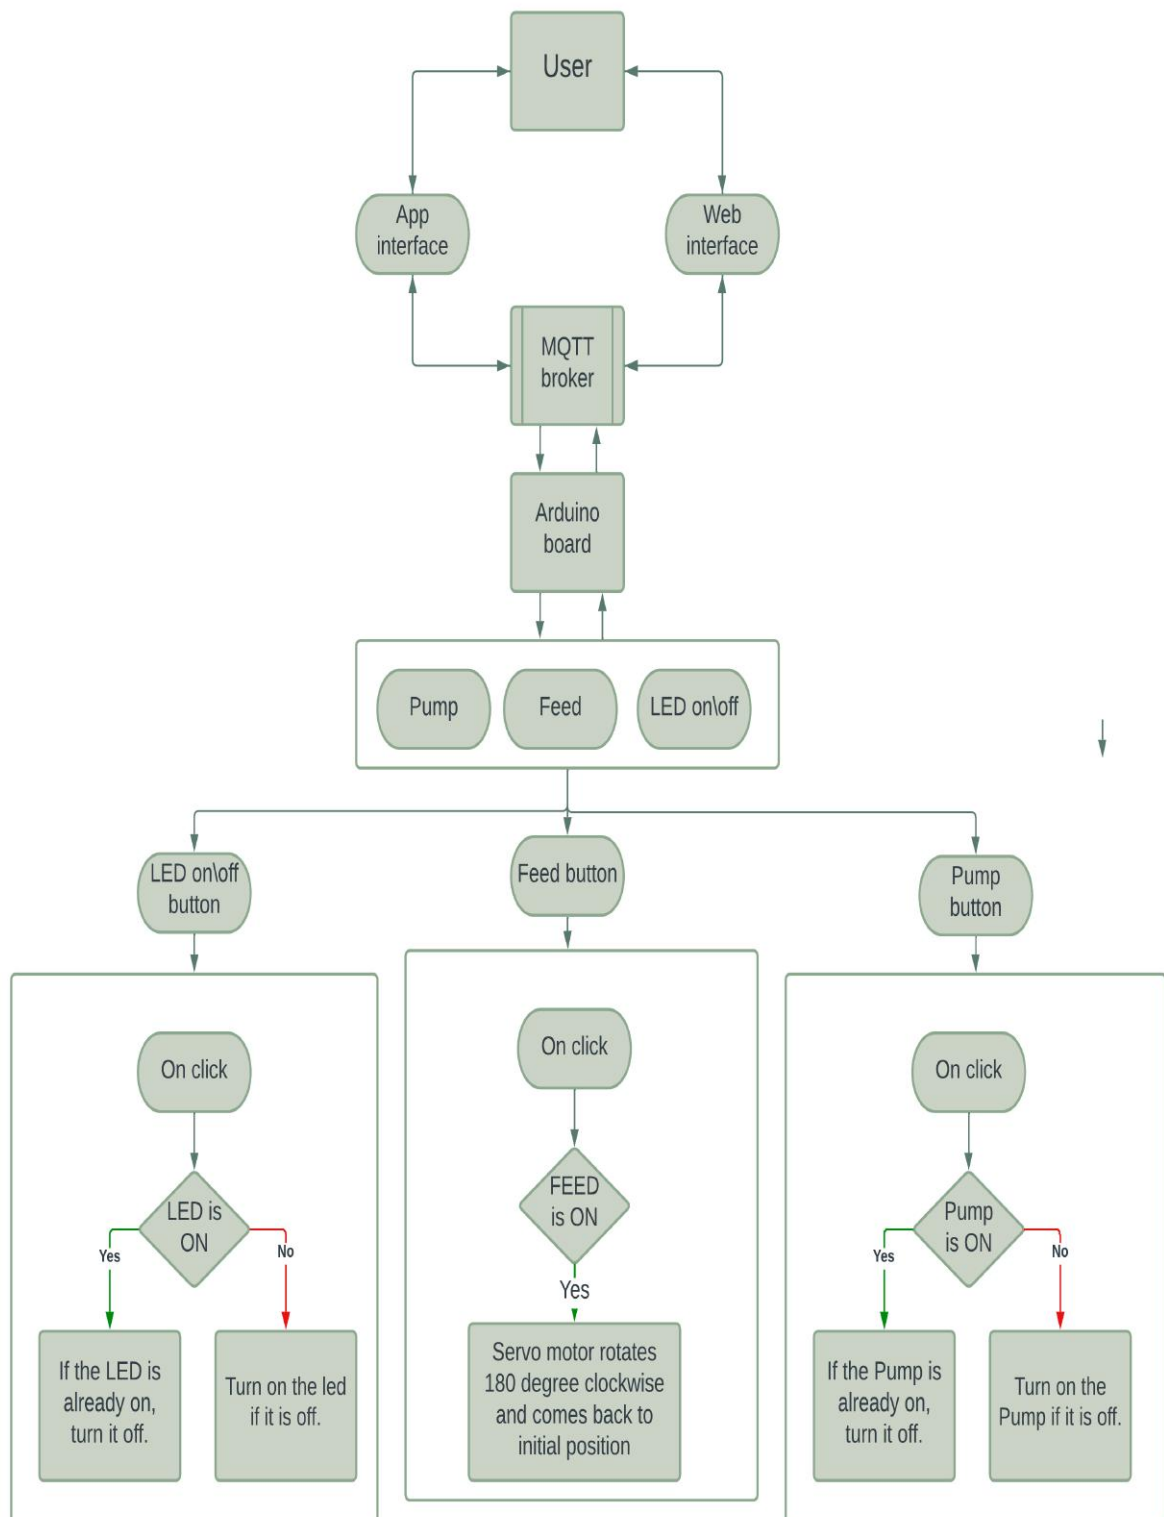 User
App
interface
Web
interface
MQTT
broker
Arduino
board
Pump
Feed
LED on\off
LED on\off
button
Feed button
Pump
button
On click
On click
On click
LED is
ON
FEED
is ON
Pump
is ON
Yes
No
Yes
Yes
No
If the LED is
already on,
turn it off.
Turn on the led
if it is off.
Servo motor rotates
180 degree clockwise
and comes back to
initial position
If the Pump is
already on,
turn it off.
Turn on the
Pump if it is off.